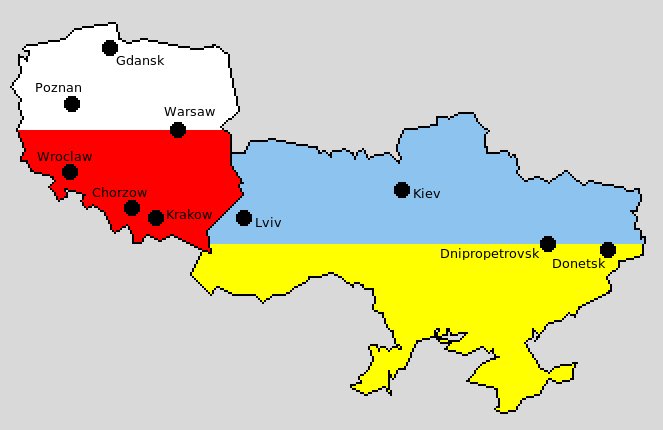 Gdansk
Poznan
Warsaw
Wroclaw
Chorzow
Krakow
Kiev
Lviv
Dnipropetrovsk
Donetsk